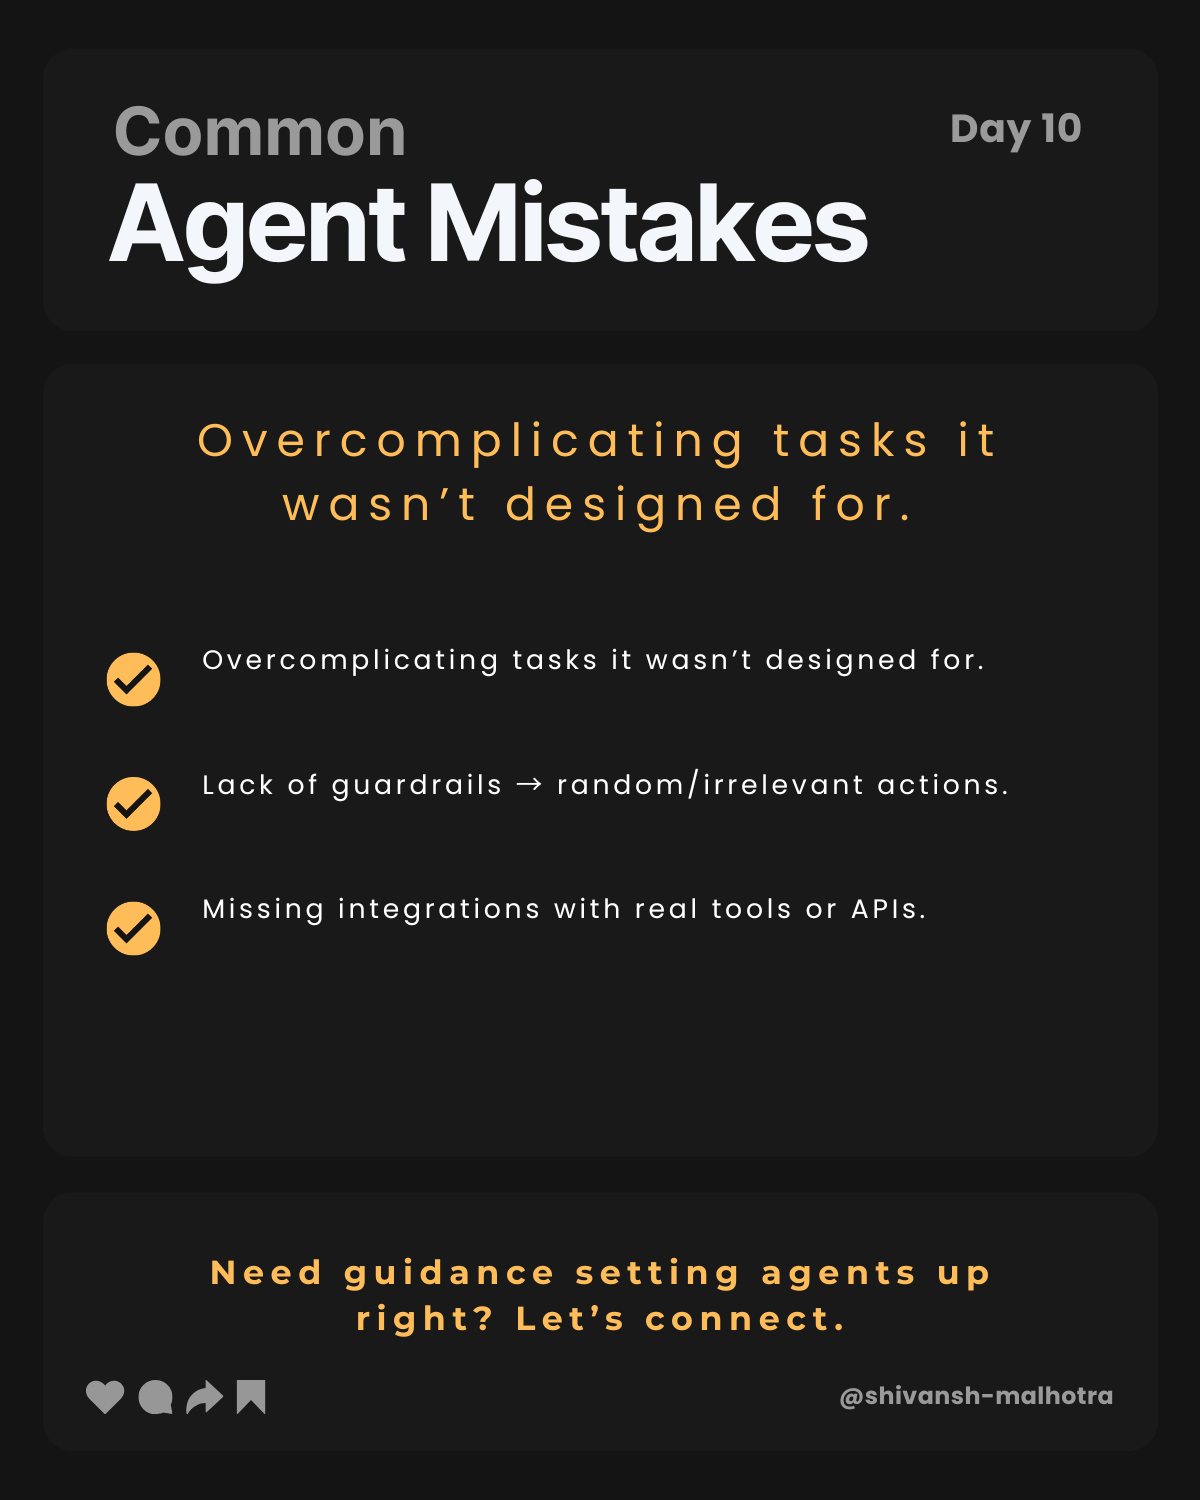 Common
Day 10
Agent Mistakes
Overcomplicating tasks it
wasn’t designed for.
Overcomplicating tasks it wasn’t designed for.
Lack of guardrails → random/irrelevant actions.
Missing integrations with real tools or APIs.
Need guidance setting agents up
right? Let’s connect.
@shivansh-malhotra